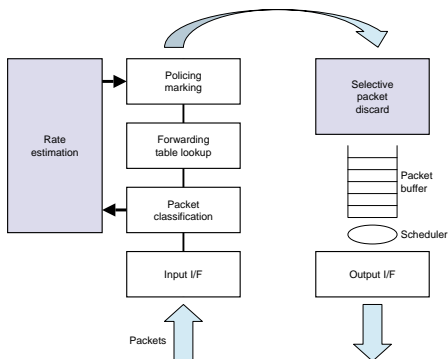 Policing
marking
Rate
estimation
Forwarding
table lookup
Packet
classification
Input I/F
Packets
Selective
packet
discard
Packet
buffer
Scheduler
Output I/F